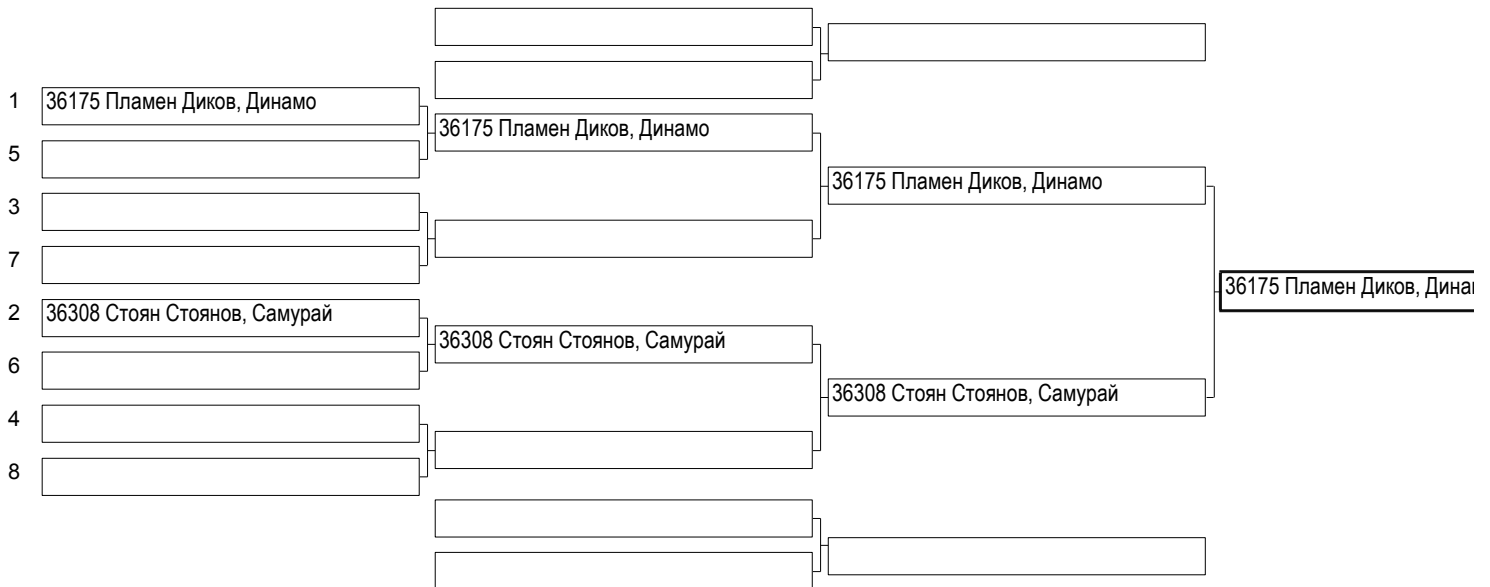 1 36175 Пламен Диков, Динамо
36175 Пламен Диков, Динамо
5
36175 Пламен Диков, Динамо
3
7
36175 Пламен Диков,
2 36308 Стоян Стоянов, Самурай
36308 Стоян Стоянов, Самурай
6
36308 Стоян Стоянов, Самурай
4
8